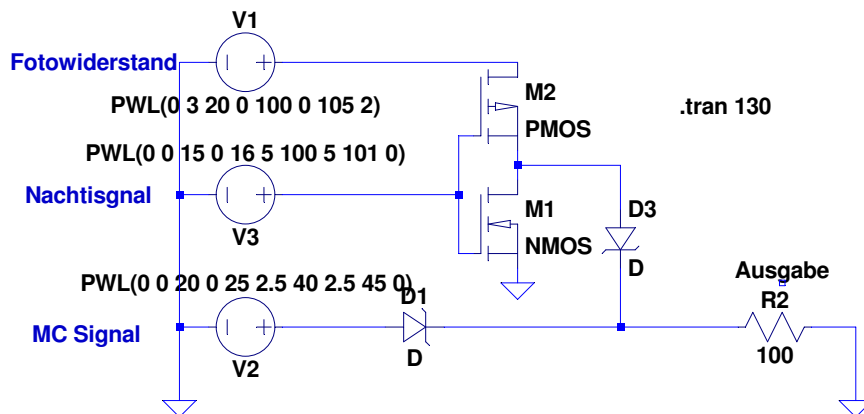 V1
Fotowiderstand
M2
PWL(0 3 20 0 100 0 105 2)
.tran 130
PMOS
PWL(0 0 15 0 16 5 100 5 101 0)
Nachtisgnal
M1
D3
V3
NMOS
PWL(0 0 20 0 25 2.5 40 2.5 45 0)
D
Ausgabe
D1
R2
MC Signal
D
100
V2